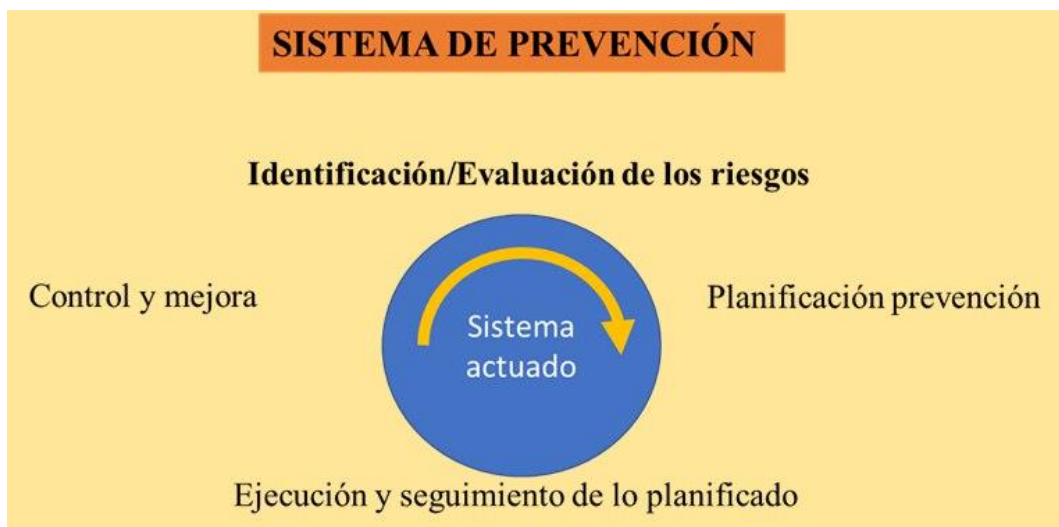 SISTEMA DE PREVENCIÓN
Identificación/Evaluación de los riesgos
Control y mejora
Planificación prevención
Sistema
actuado
Ejecución y seguimiento de lo planificado